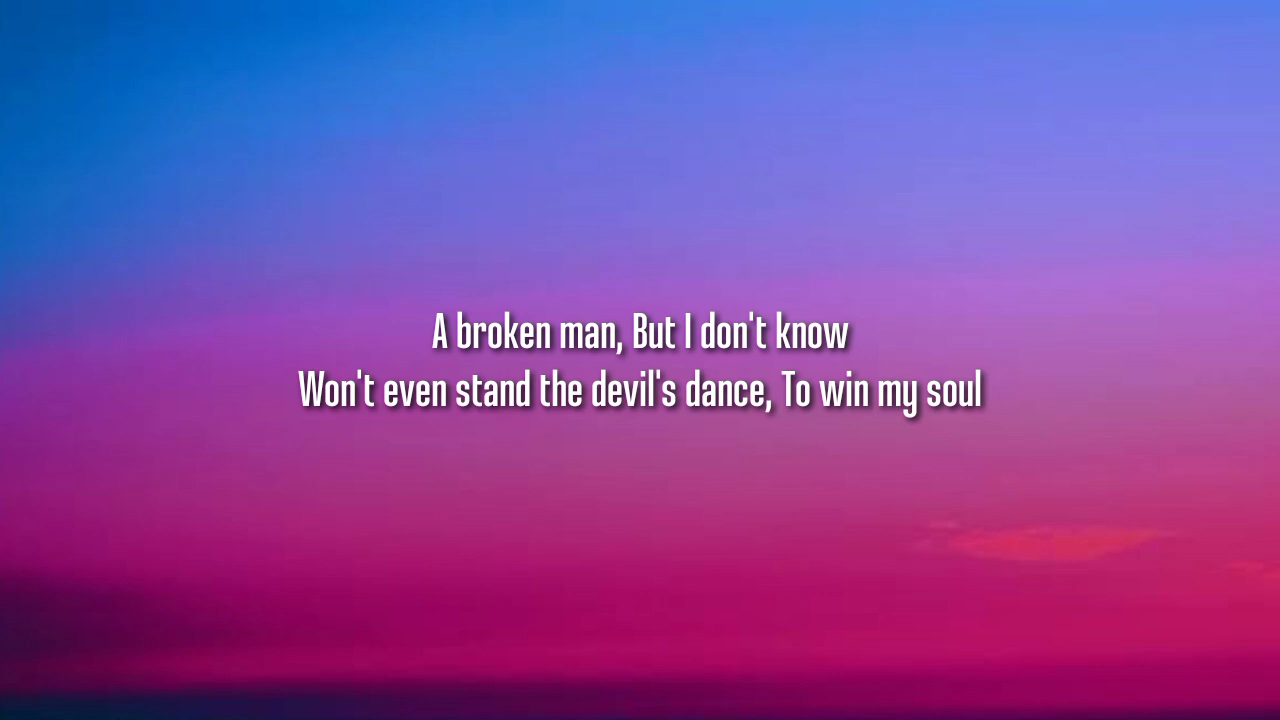 A broken man, But I don't know
Won't even stand the devil's dance, To win my soul